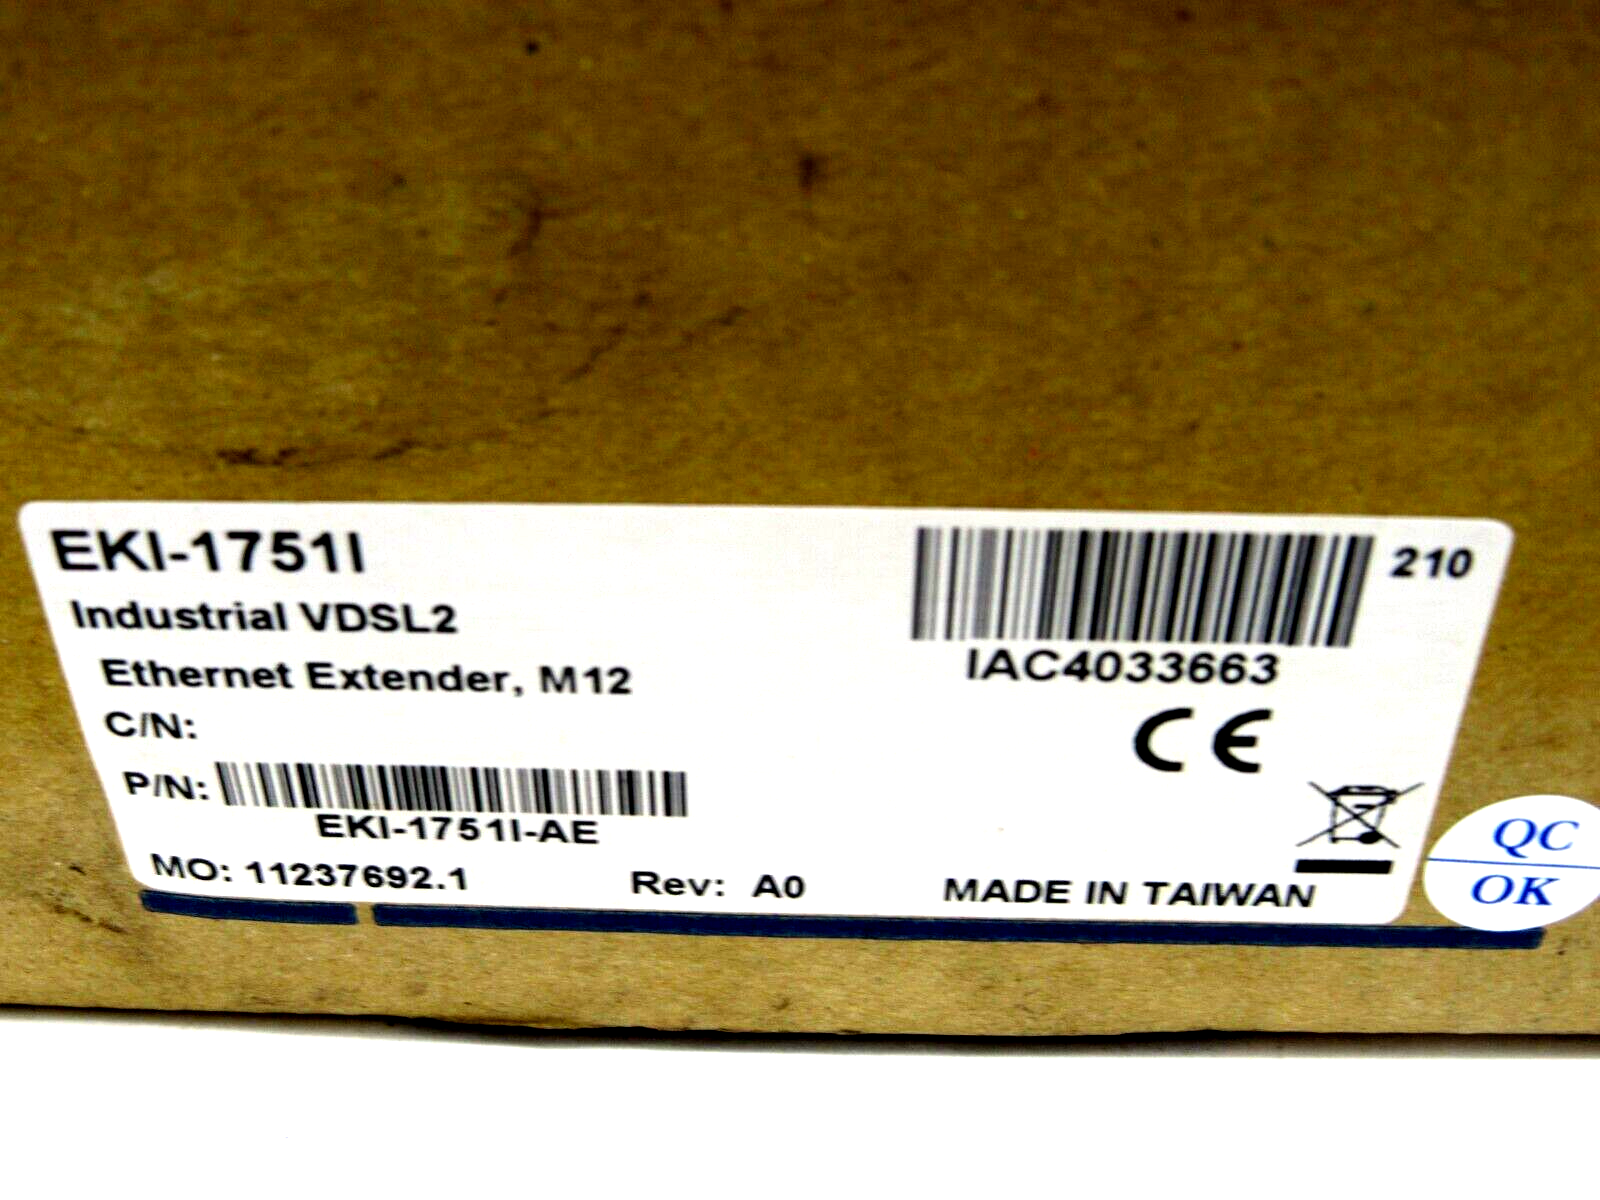 EKI-1751I
Industrial VDSL2
Ethernet Extender, M12
C/N:
P/N:
EKI-1751I-AE
MO: 11237692.1
Rev: A0
210
IAC4033663
CE
MADE IN TAIWAN
QC
OK